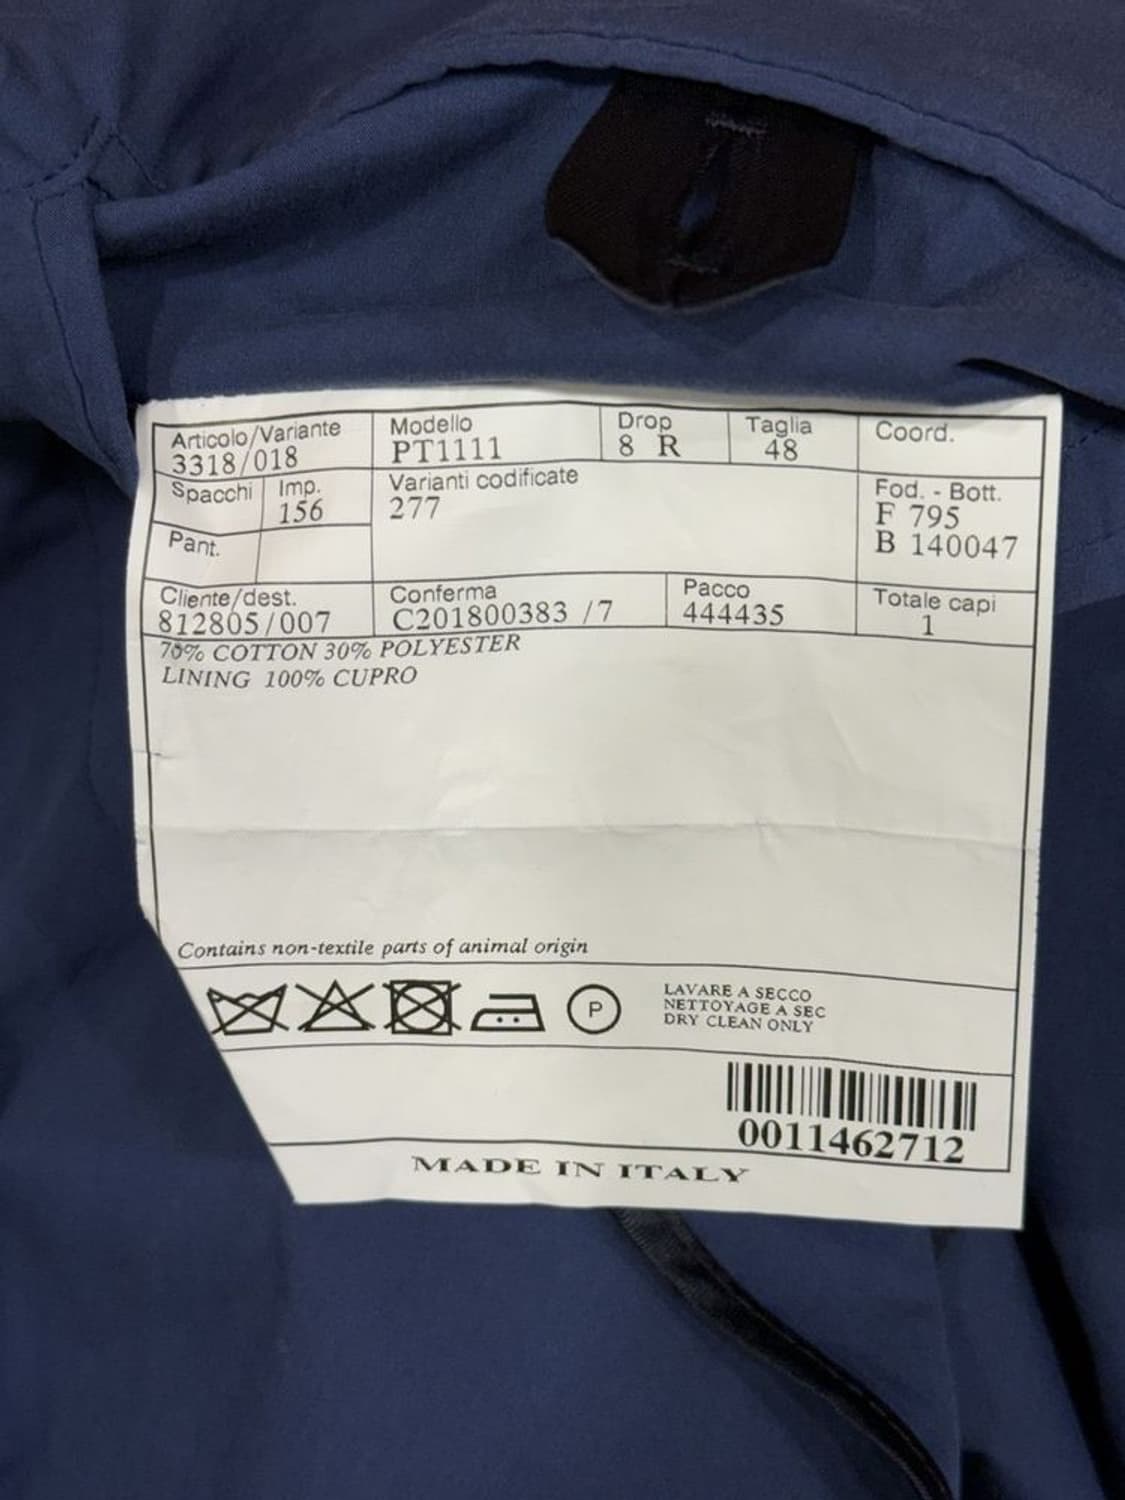 Articolo/Variante Modello Drop Taglia Coord.
3318/018 PT1111 8 R 48
Spacchi Imp. Varianti codificate Fod. - Bott.
156 277 F 795
Pant. B 140047
Cliente/dest. Conferma Pacco Totale capi
812805/007 C201800383 /7 444435 1
70% COTTON 30% POLYESTER
LINING 100% CUPRO
Contains non-textile parts of animal origin
P
LAVARE A SECCO
NETTOYAGE A SEC
DRY CLEAN ONLY
0011462712
MADE IN ITALY